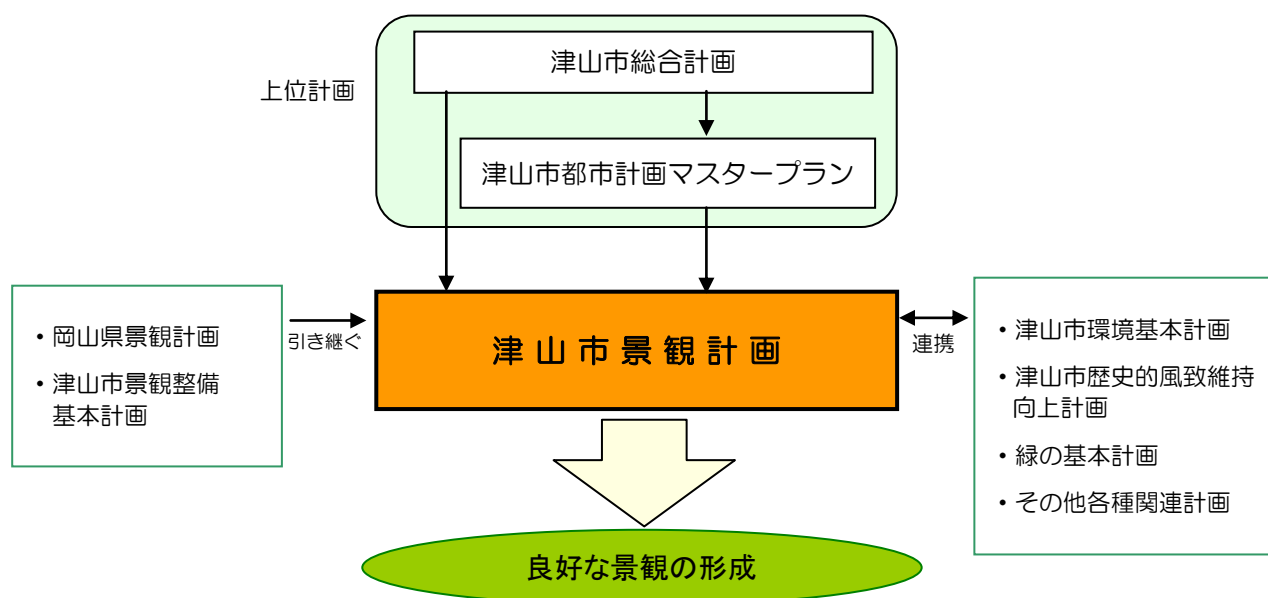 津山市総合計画
上位計画
津山市都市計画マスタープラン
・岡山県景観計画
・津山市景観整備
基本計画
引き継ぐ
津山市景観計画
連携
・津山市環境基本計画
・津山市歴史的風致維持
向上計画
・緑の基本計画
・その他各種関連計画
良好な景観の形成